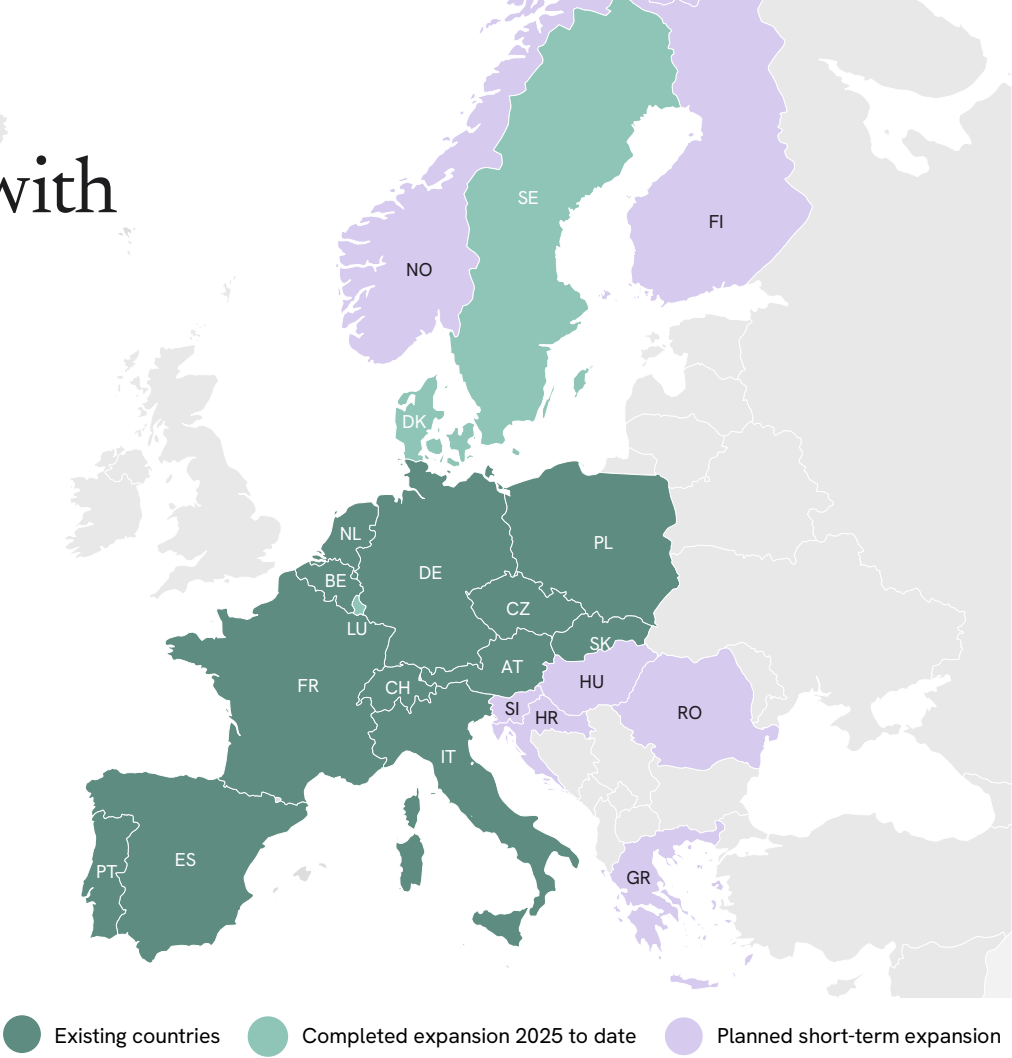 with
SE
FI
NO
DK
NL
PL
DE
BE
CZ
LU
SK
AT
FR
CH
HU
SI
HR
RO
IT
ES
PT
GR
Existing countries
Completed expansion 2025 to date
Planned short-term expansion